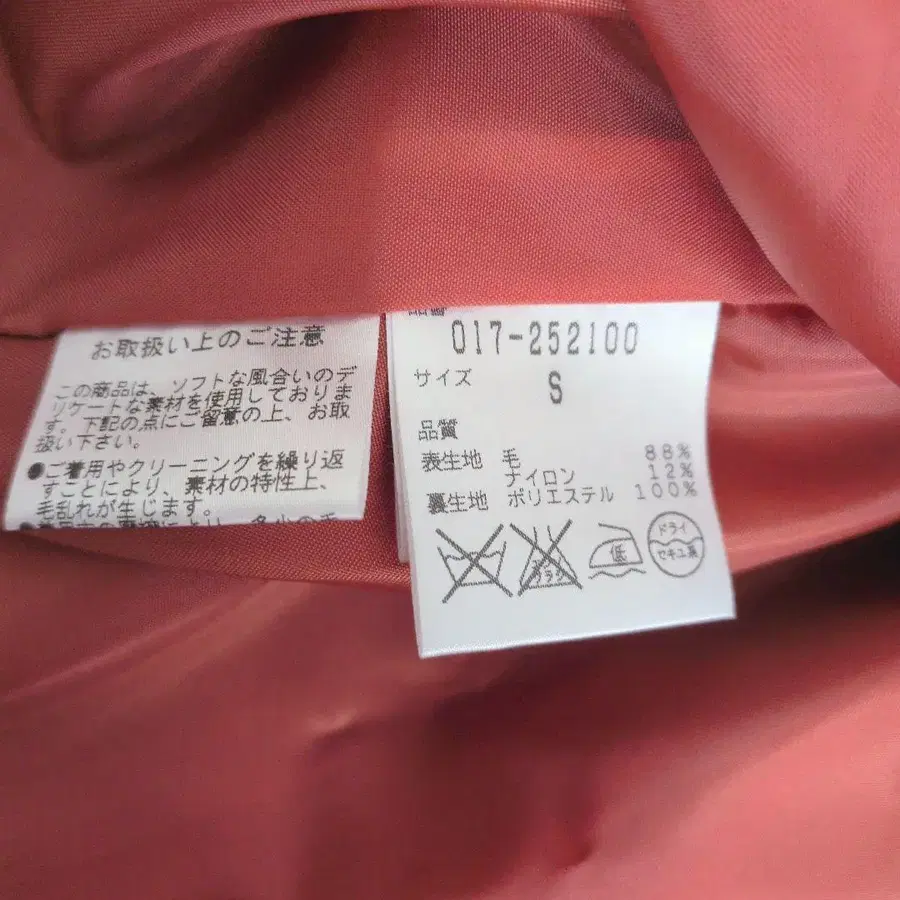 お取扱い上のご注意
この商品は、ソフトな風合いのデ
リケートな素材を使用しておりま
す。下記の点にご留意の上、お取
扱い下さい。
●ご着用やクリーニングを繰り返
すことにより、素材の特性上、
毛乱れが生じます。
017-252100
サイズ
S
品質
表生地 毛 88%
ナイロン 12%
裏生地 ポリエステル 100%
低
ドライ
セキユ系